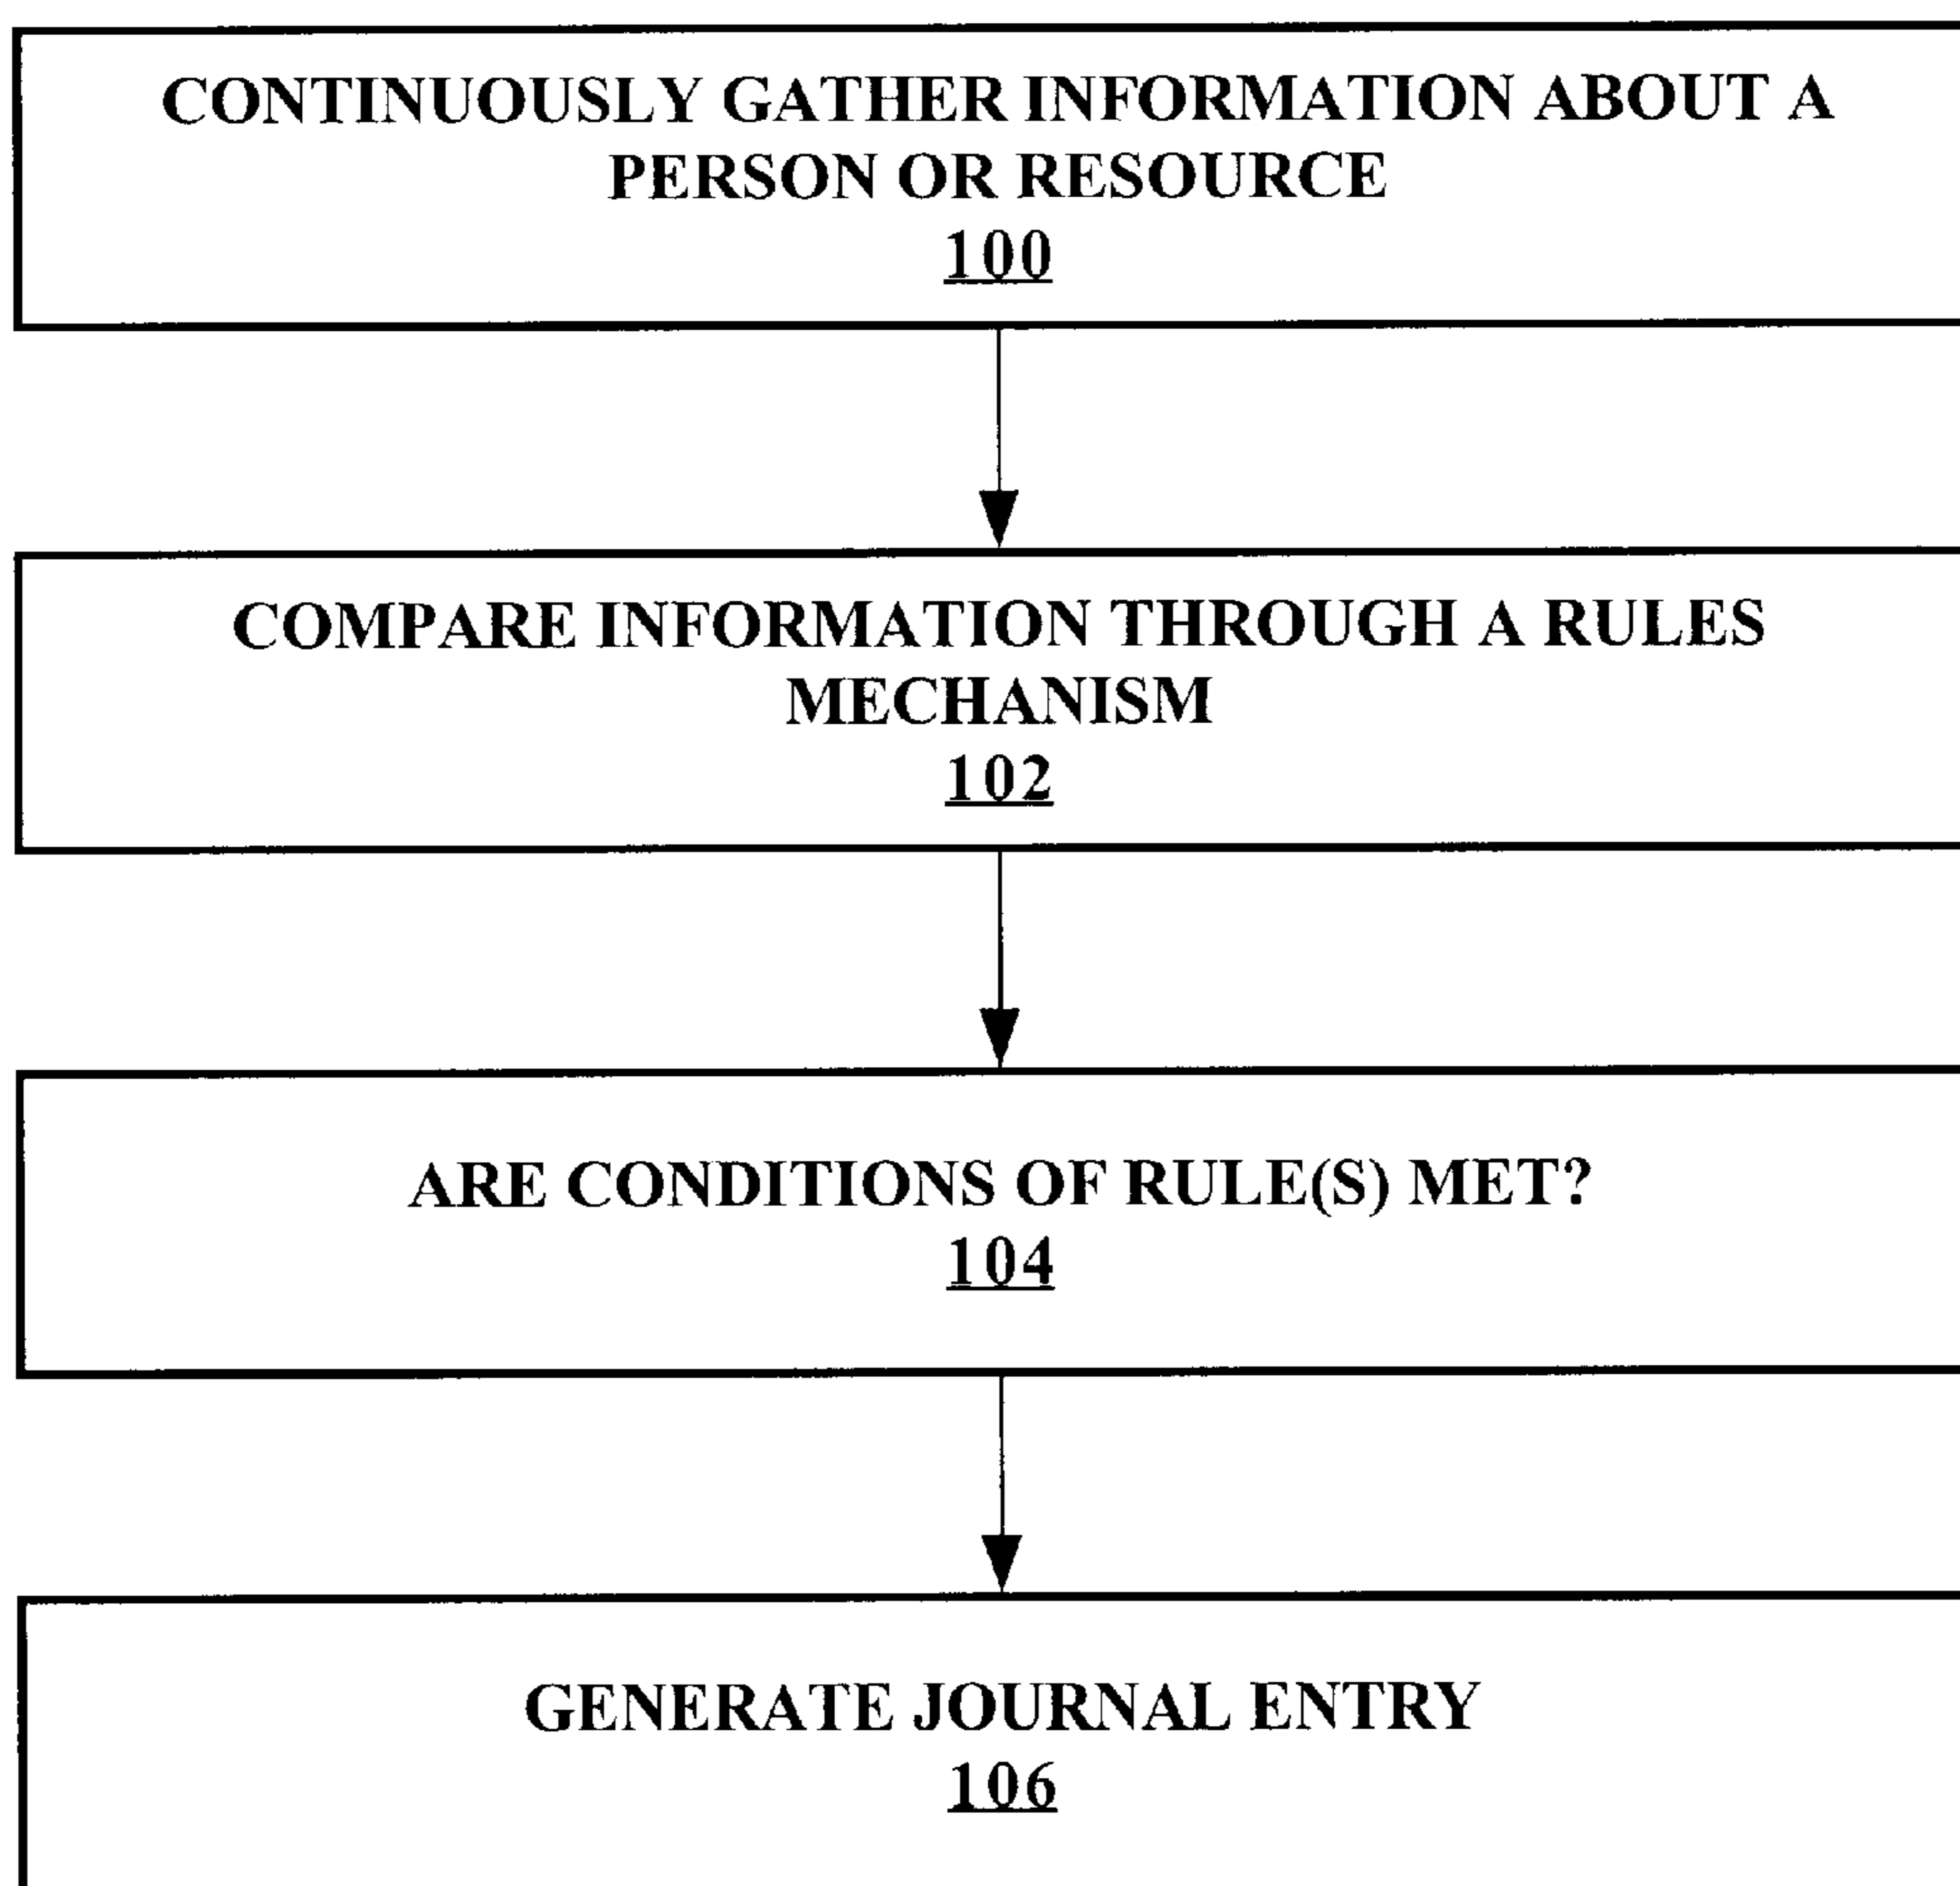 CONTINUOUSLY GATHER INFORMATION ABOUT A
PERSON OR RESOURCE
100
COMPARE INFORMATION THROUGH A RULES
MECHANISM
102
ARE CONDITIONS OF RULE(S) MET?
104
GENERATE JOURNAL ENTRY
106